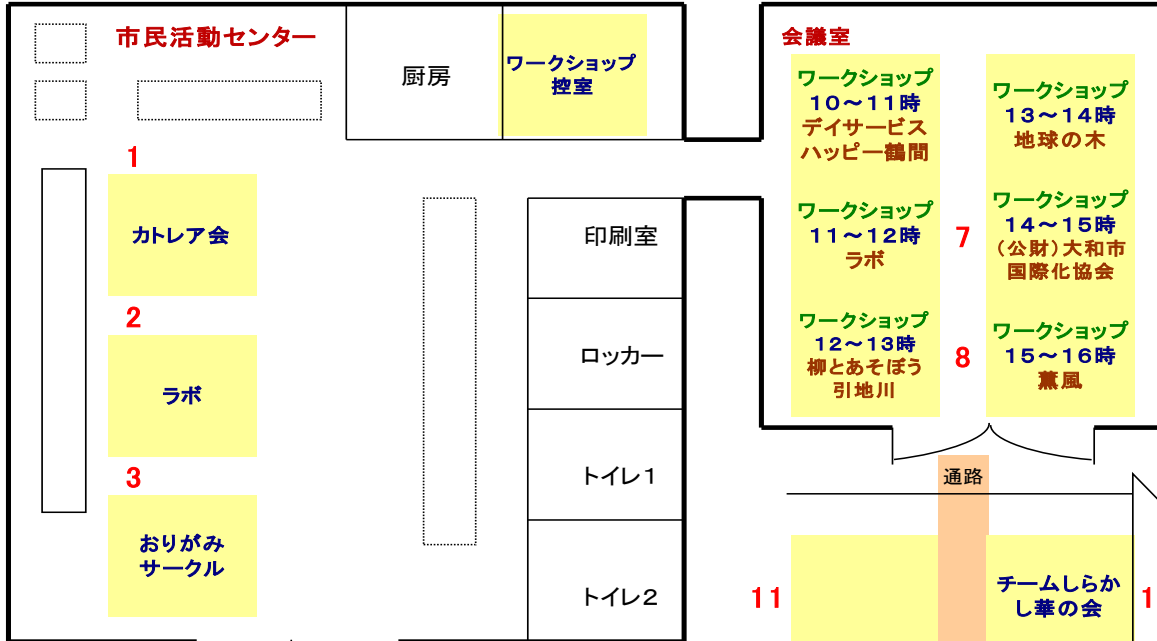 市民活動センター
厨房
ワークショップ
控室
1
カトレア会
2
ラボ
3
おりがみ
サークル
印刷室
ロッカー
トイレ1
トイレ2
会議室
ワークショップ
10～11時
デイサービス
ハッピー鶴間
ワークショップ
11～12時
ラボ
ワークショップ
12～13時
柳とあそぼう
引地川
7
8
ワークショップ
13～14時
地球の木
ワークショップ
14～15時
(公財)大和市
国際化協会
ワークショップ
15～16時
薫風
通路
11
チームしらか
し華の会
1